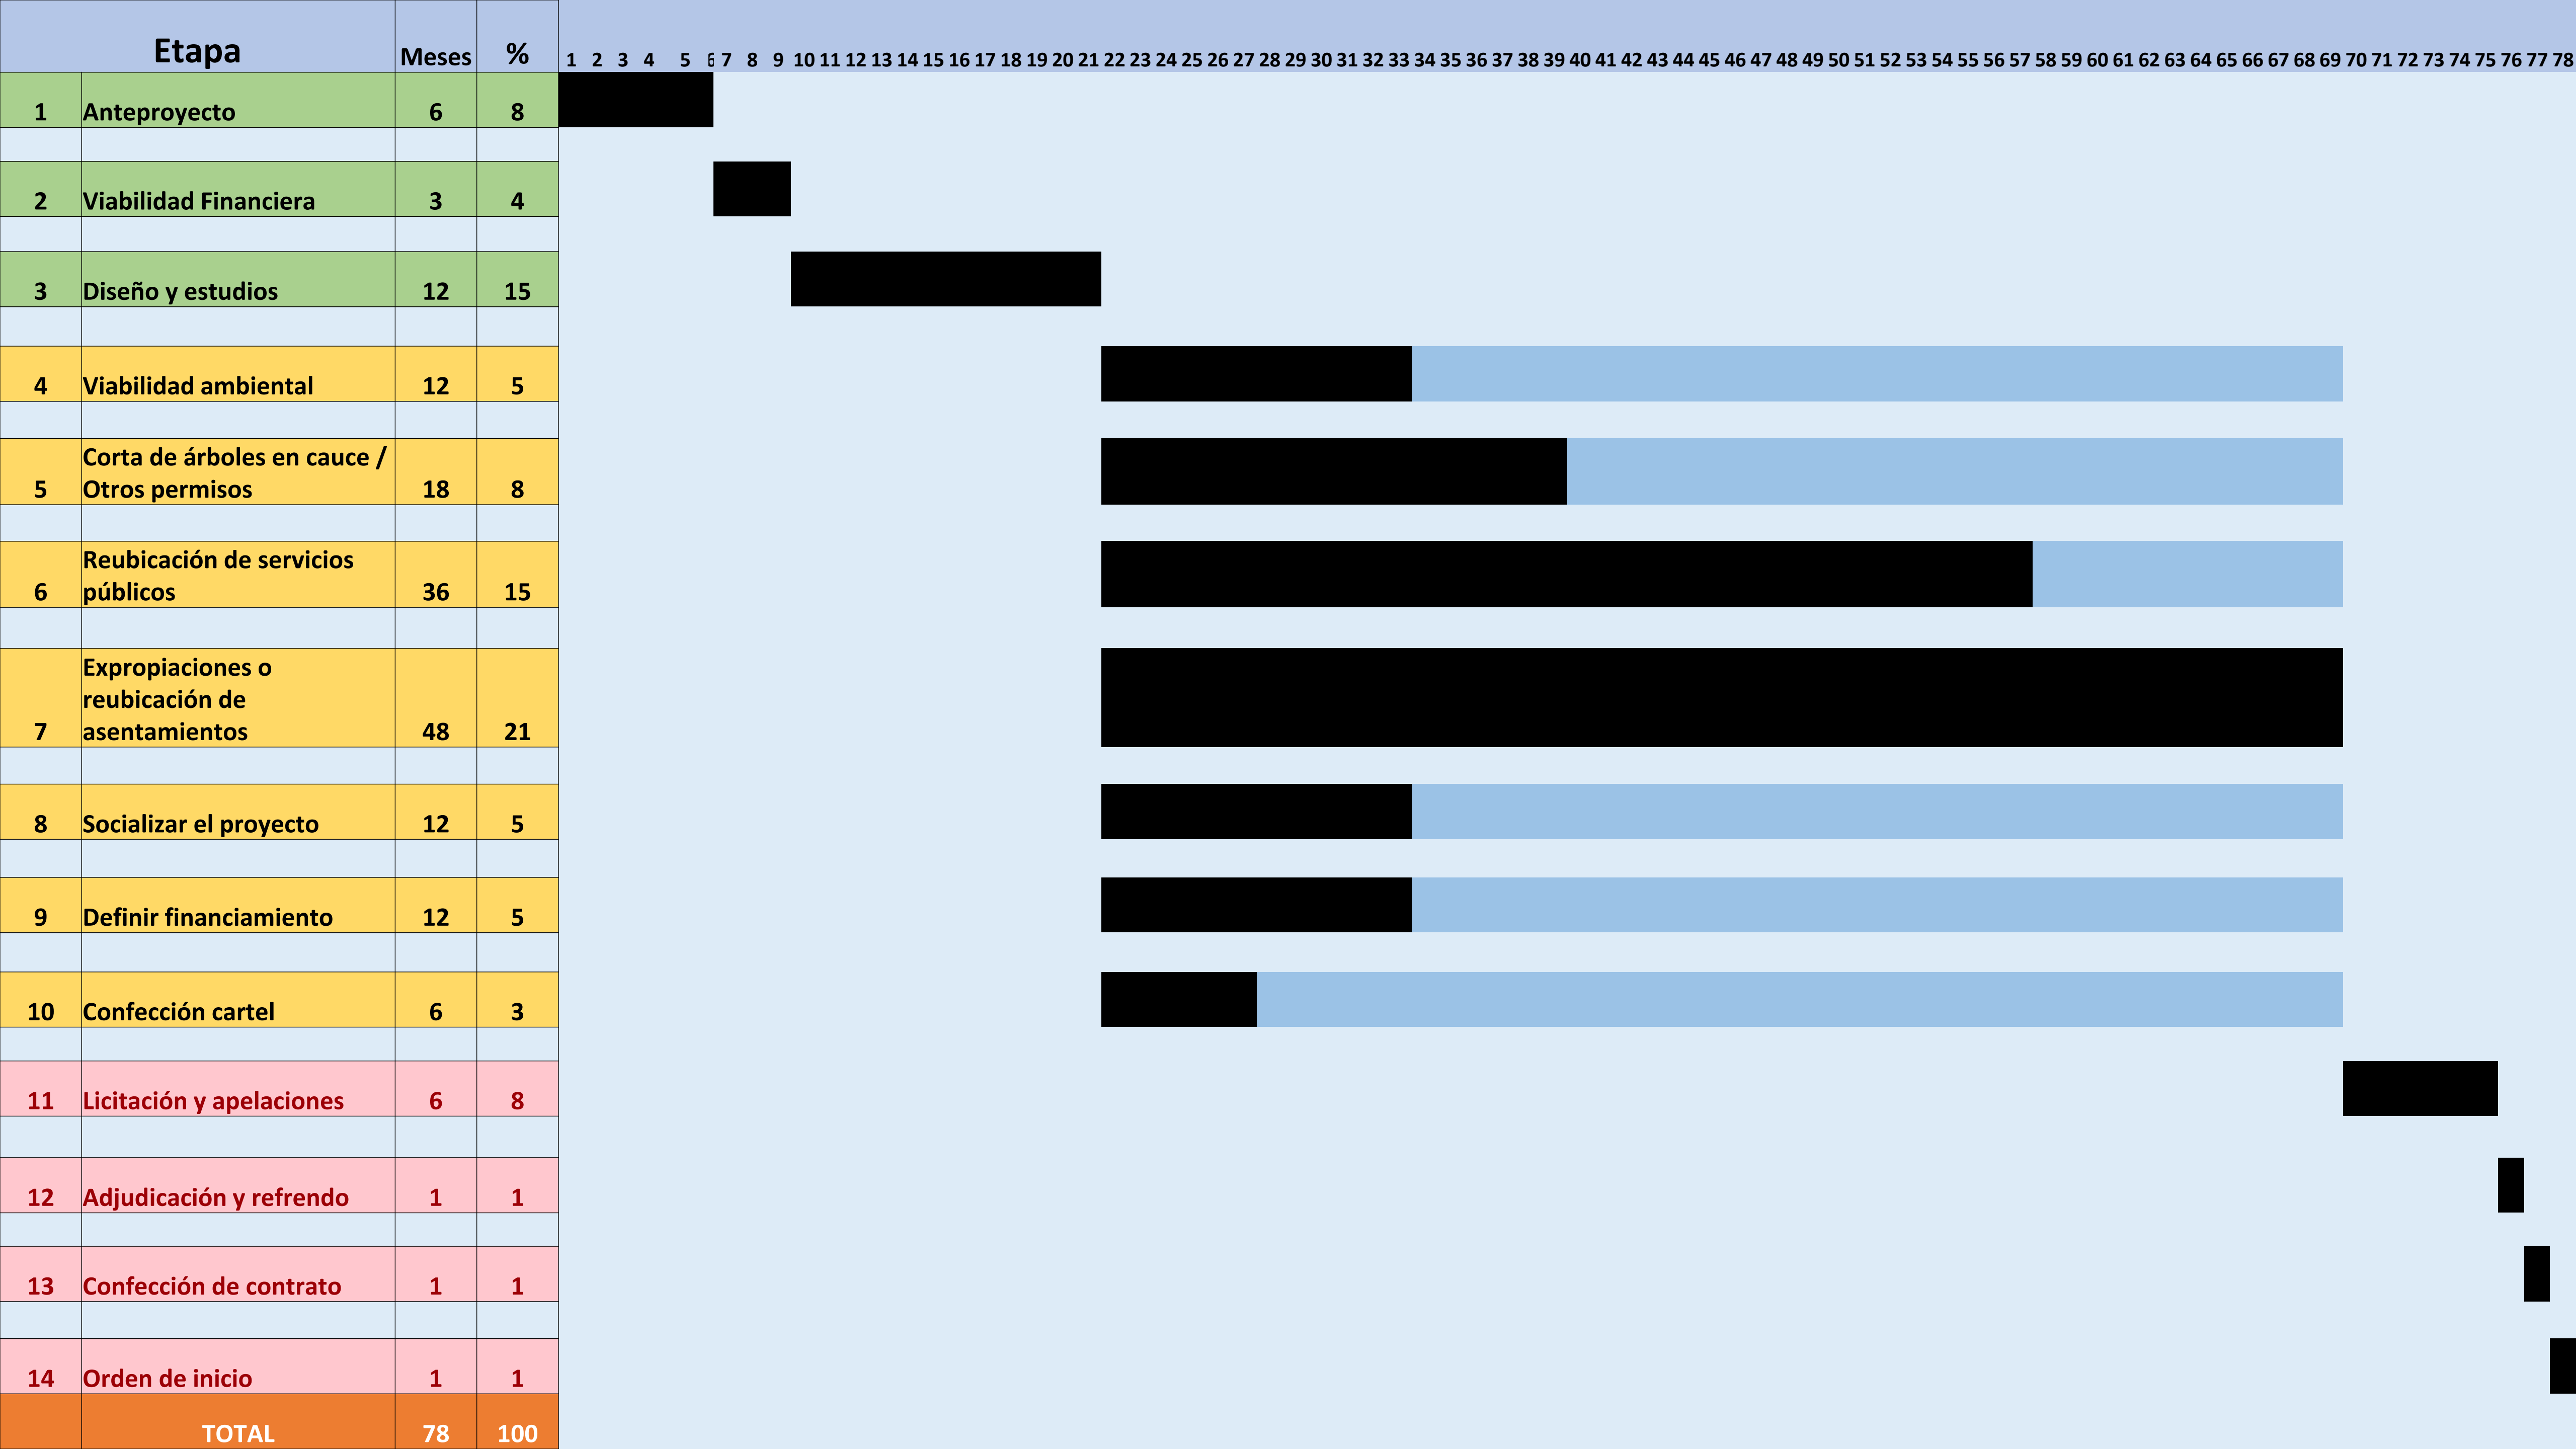 Etapa Meses % 1 2 3 4 5 6 7 8 9 10 11 12 13 14 15 16 17 18 19 20 21 22 23 24 25 26 27 28 29 30 31 32 33 34 35 36 37 38 39 40 41 42 43 44 45 46 47 48 49 50 51 52 53 54 55 56 57 58 59 60 61 62 63 64 65 66 67 68 69 70 71 72 73 74 75 76 77 78
1 Anteproyecto 6 8
2 Viabilidad Financiera 3 4
3 Diseño y estudios 12 15
4 Viabilidad ambiental 12 5
Corta de árboles en cauce /
5 Otros permisos 18 8
Reubicación de servicios
6 públicos 36 15
Expropiaciones o
reubicación de
7 asentamientos 48 21
8 Socializar el proyecto 12 5
9 Definir financiamiento 12 5
10 Confección cartel 6 3
11 Licitación y apelaciones 6 8
12 Adjudicación y refrendo 1 1
13 Confección de contrato 1 1
14 Orden de inicio 1 1
TOTAL 78 100